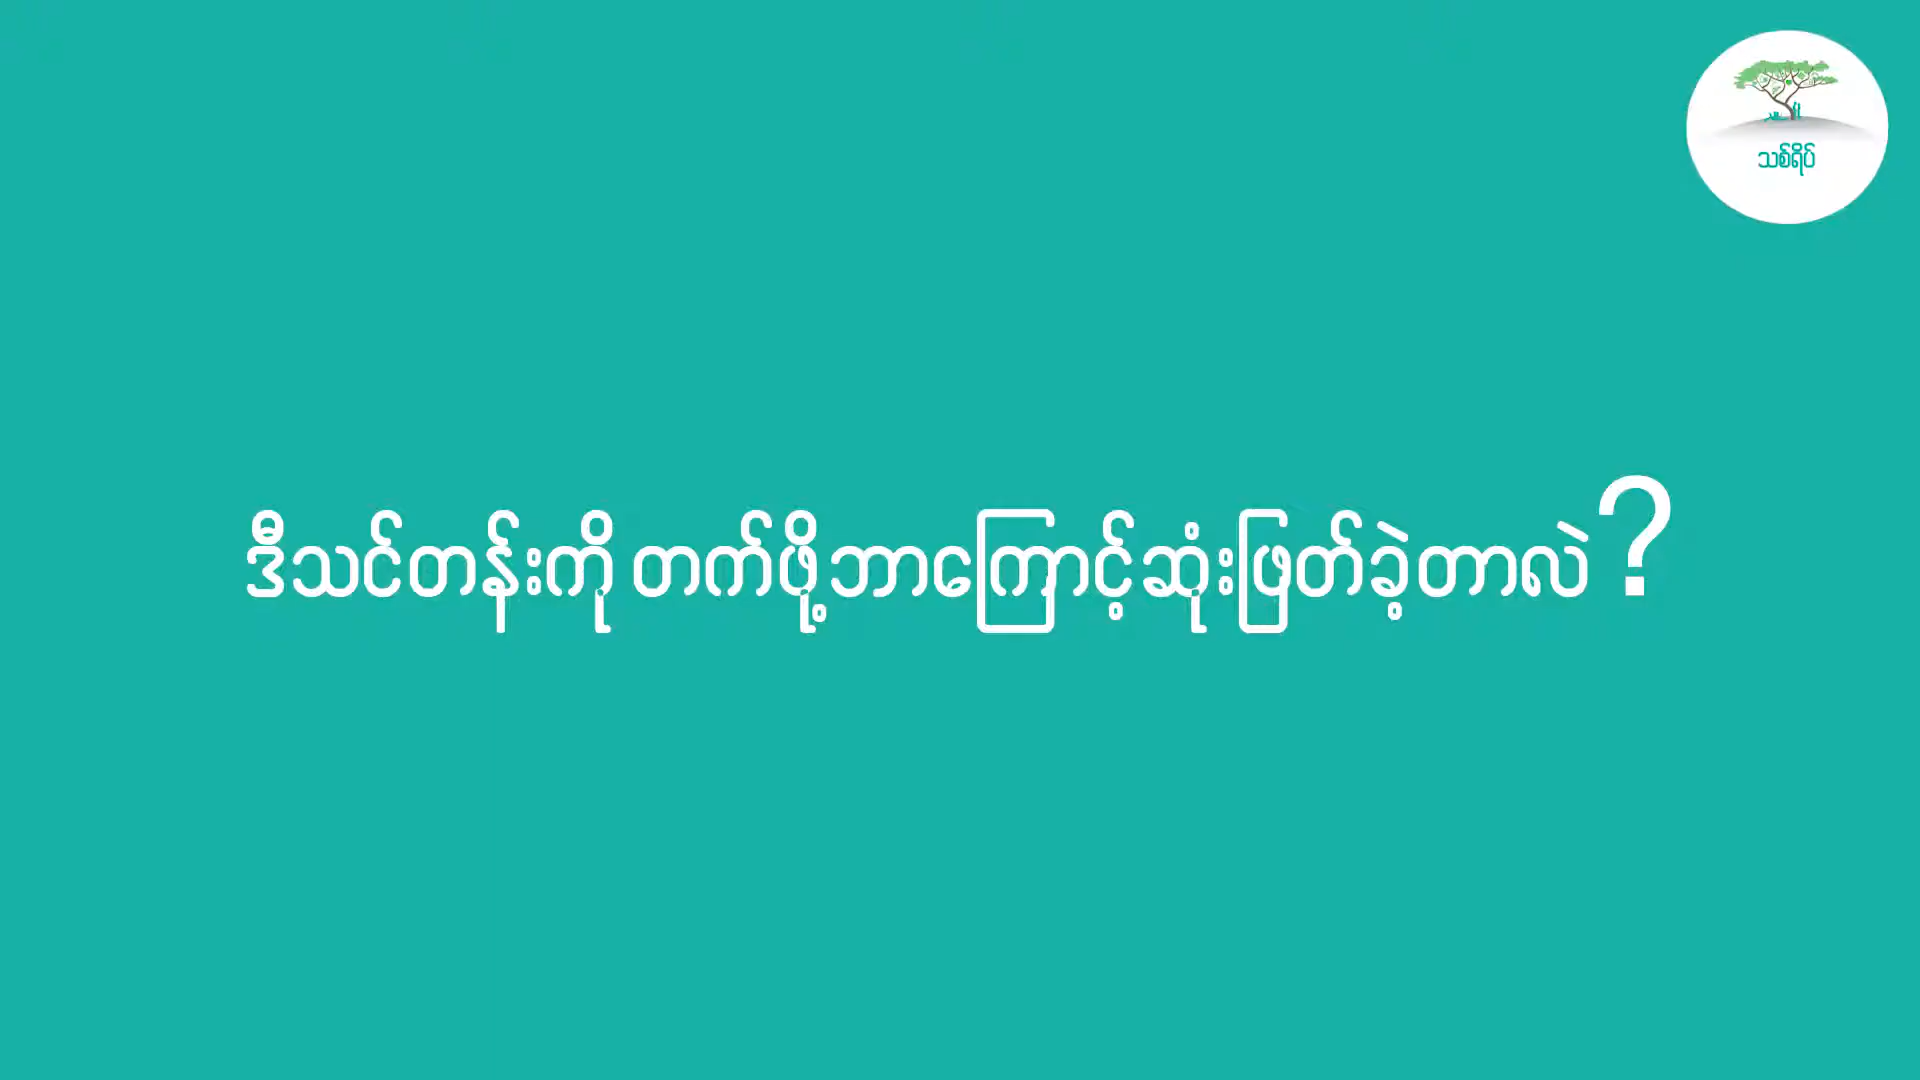 သစ်ရိပ်
ဒီသင်တန်းကို တက်ဖို့ဘာကြောင့်ဆုံးဖြတ်ခဲ့တာလဲ?